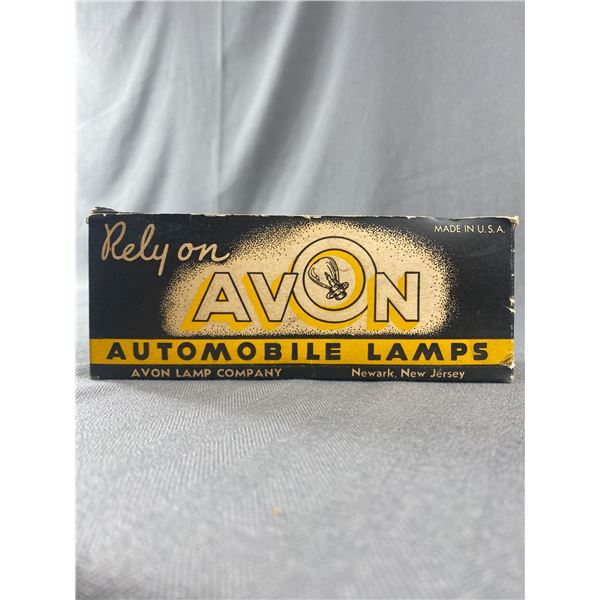 Rely on
MADE IN U.S.A.
AVON
AUTOMOBILE LAMPS
AVON LAMP COMPANY Newark, New Jersey